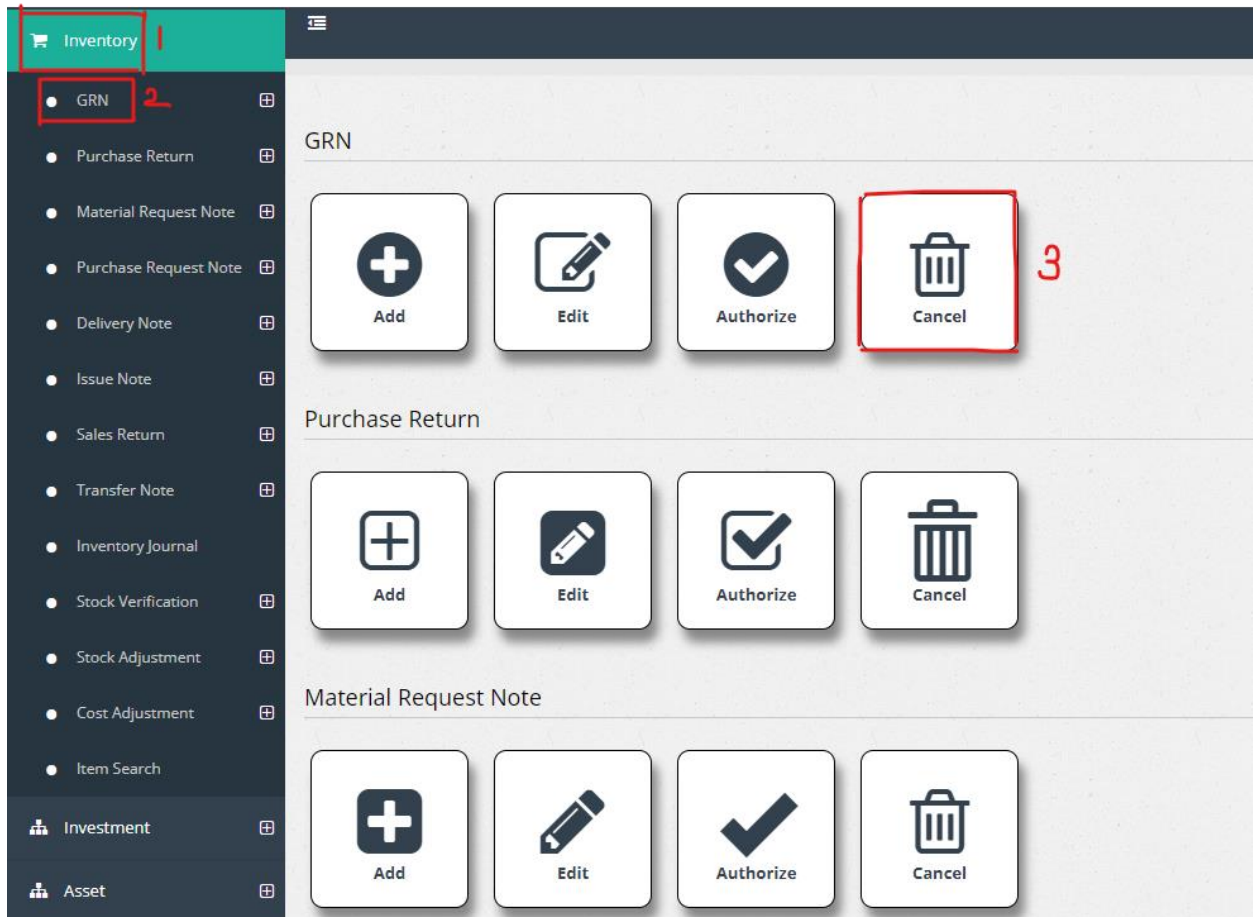 Inventory 1
GRN 2
Purchase Return
Material Request Note
Purchase Request Note
Delivery Note
Issue Note
Sales Return
Transfer Note
Inventory Journal
Stock Verification
Stock Adjustment
Cost Adjustment
Item Search
Investment
Asset
GRN
Add Edit Authorize Cancel 3
Purchase Return
Add Edit Authorize Cancel
Material Request Note
Add Edit Authorize Cancel